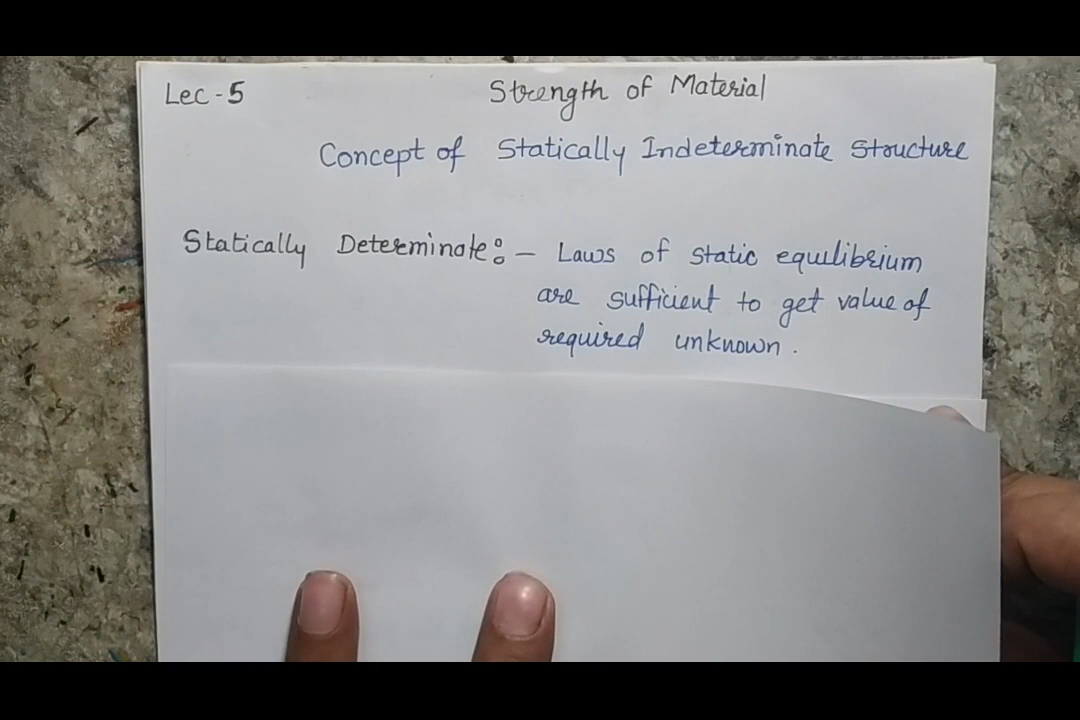 Lec - 5
Strength of Material
Concept of Statically Indeterminate Structure
Statically Determinate:- Laws of static equilibrium
are sufficient to get value of
required unknown.